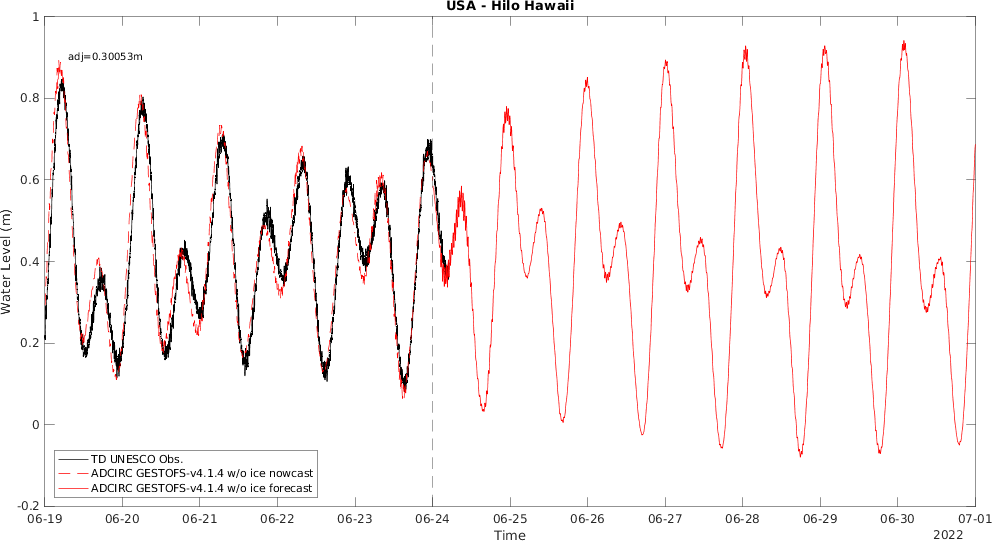 USA - Hilo Hawaii
adj=0.30053m
1
0.8
0.6
0.4
0.2
0
-0.2
Water Level (m)
TD UNESCO Obs.
ADCIRC GESTOFS-v4.1.4 w/o ice nowcast
ADCIRC GESTOFS-v4.1.4 w/o ice forecast
06-19 06-20 06-21 06-22 06-23 06-24 06-25 06-26 06-27 06-28 06-29 06-30 07-01
Time
2022